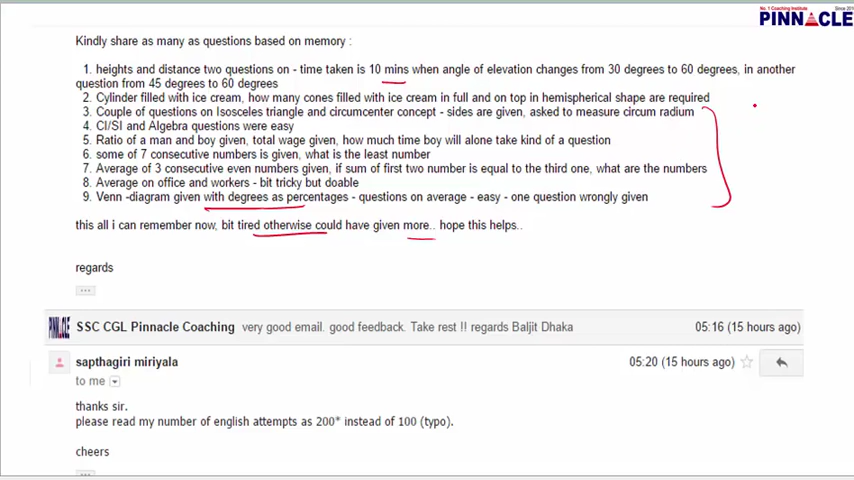 No. 1 Coaching Institute
PINNACLE
Kindly share as many as questions based on memory :
1. heights and distance two questions on - time taken is 10 mins when angle of elevation changes from 30 degrees to 60 degrees, in another
question from 45 degrees to 60 degrees
2. Cylinder filled with ice cream, how many cones filled with ice cream in full and on top in hemispherical shape are required
3. Couple of questions on Isosceles triangle and circumcenter concept - sides are given, asked to measure circum radium
4. CI/SI and Algebra questions were easy
5. Ratio of a man and boy given, total wage given, how much time boy will alone take kind of a question
6. some of 7 consecutive numbers is given, what is the least number
7. Average of 3 consecutive even numbers given, if sum of first two number is equal to the third one, what are the numbers
8. Average on office and workers - bit tricky but doable
9. Venn -diagram given with degrees as percentages - questions on average - easy - one question wrongly given
this all i can remember now, bit tired otherwise could have given more.. hope this helps..
regards
SSC CGL Pinnacle Coaching very good email. good feedback. Take rest !! regards Baljit Dhaka 05:16 (15 hours ago)
sapthagiri miriyala 05:20 (15 hours ago)
to me
thanks sir.
please read my number of english attempts as 200* instead of 100 (typo).
cheers